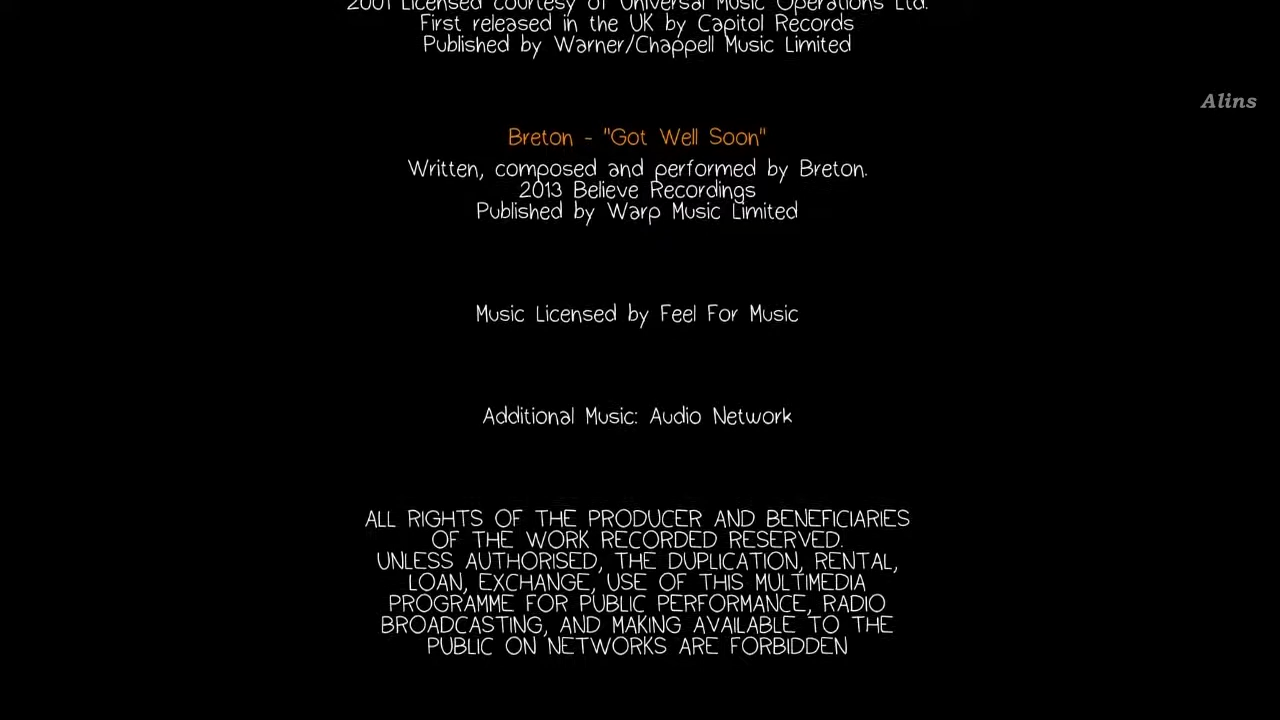 2001 Licensed courtesy of Universal Music Operations Ltd.
First released in the UK by Capitol Records
Published by Warner/Chappell Music Limited
Alins
Breton - "Got Well Soon"
Written, composed and performed by Breton.
2013 Believe Recordings
Published by Warp Music Limited
Music Licensed by Feel For Music
Additional Music: Audio Network
ALL RIGHTS OF THE PRODUCER AND BENEFICIARIES
OF THE WORK RECORDED RESERVED.
UNLESS AUTHORISED, THE DUPLICATION, RENTAL,
LOAN, EXCHANGE, USE OF THIS MULTIMEDIA
PROGRAMME FOR PUBLIC PERFORMANCE, RADIO
BROADCASTING, AND MAKING AVAILABLE TO THE
PUBLIC ON NETWORKS ARE FORBIDDEN